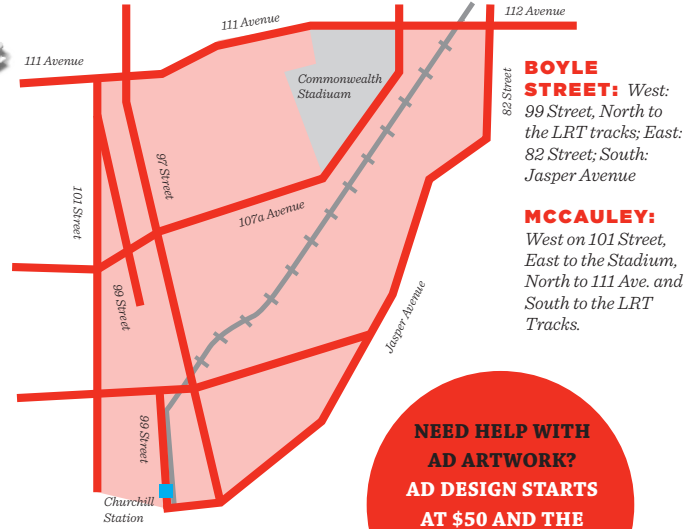 111 Avenue
112 Avenue
111 Avenue
Commonwealth
Stadiuam
82 Street
97 Street
101 Street
107a Avenue
99 Street
Jasper Avenue
99 Street
Churchill
Station
BOYLE
STREET: West:
99 Street, North to
the LRT tracks; East:
82 Street; South:
Jasper Avenue
MCCAULEY:
West on 101 Street,
East to the Stadium,
North to 111 Ave. and
South to the LRT
Tracks.
NEED HELP WITH
AD ARTWORK?
AD DESIGN STARTS
AT $50 AND THE